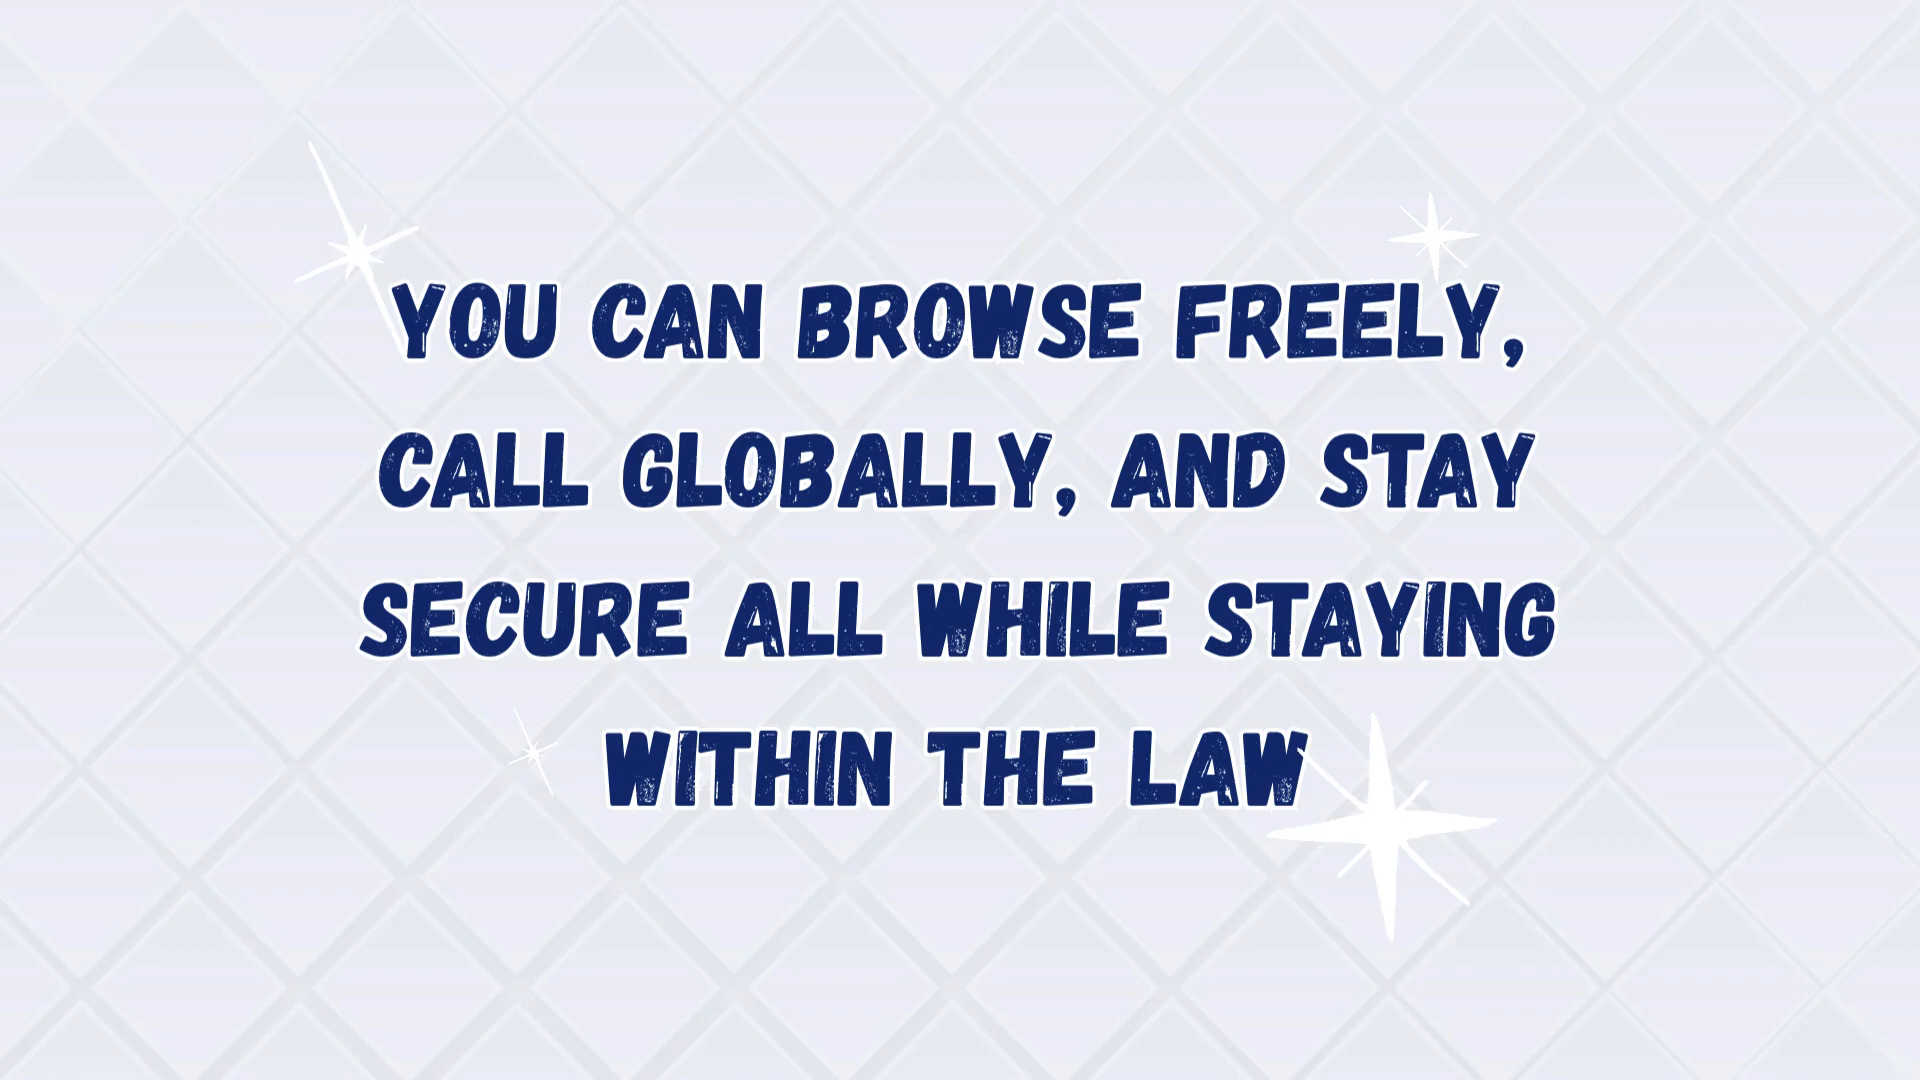 YOU CAN BROWSE FREELY,
CALL GLOBALLY, AND STAY
SECURE ALL WHILE STAYING
WITHIN THE LAW